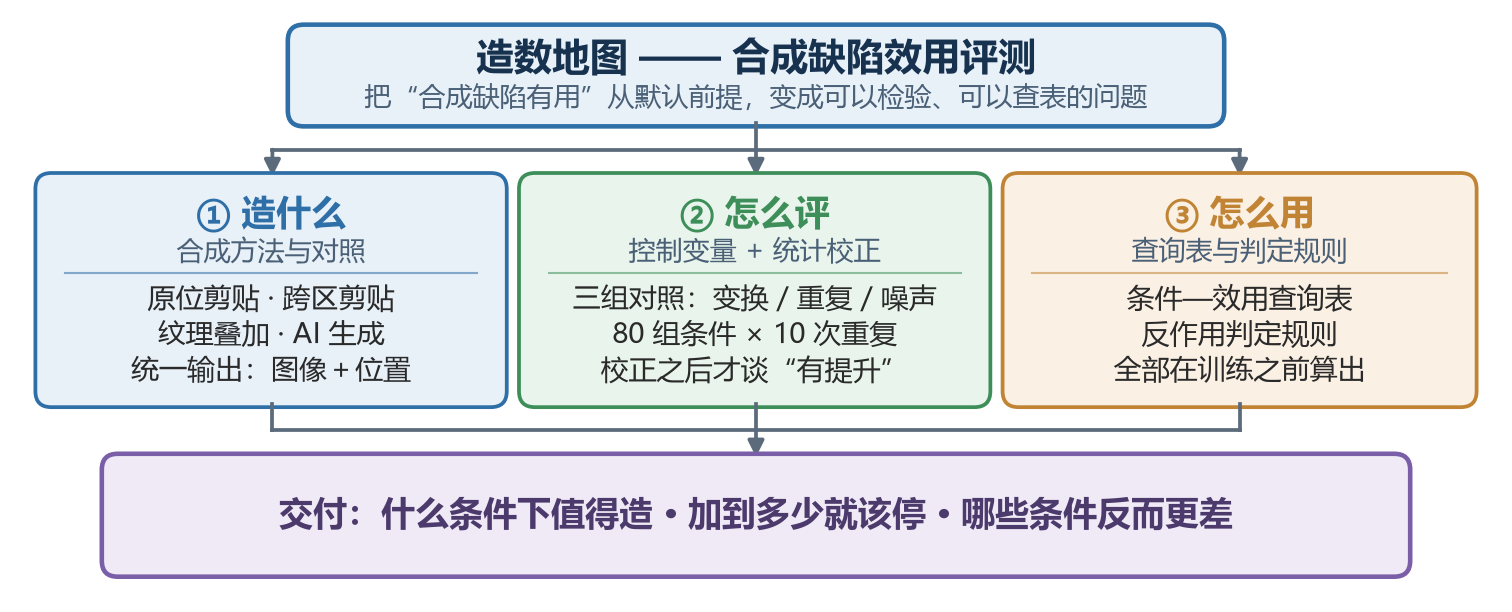 造数地图 —— 合成缺陷效用评测
把“合成缺陷有用”从默认前提，变成可以检验、可以查表的问题
① 造什么
合成方法与对照
原位剪贴 · 跨区剪贴
纹理叠加 · AI 生成
统一输出：图像 + 位置
② 怎么评
控制变量 + 统计校正
三组对照：变换 / 重复 / 噪声
80 组条件 × 10 次重复
校正之后才谈“有提升”
③ 怎么用
查询表与判定规则
条件—效用查询表
反作用判定规则
全部在训练之前算出
交付：什么条件下值得造 • 加到多少就该停 • 哪些条件反而更差